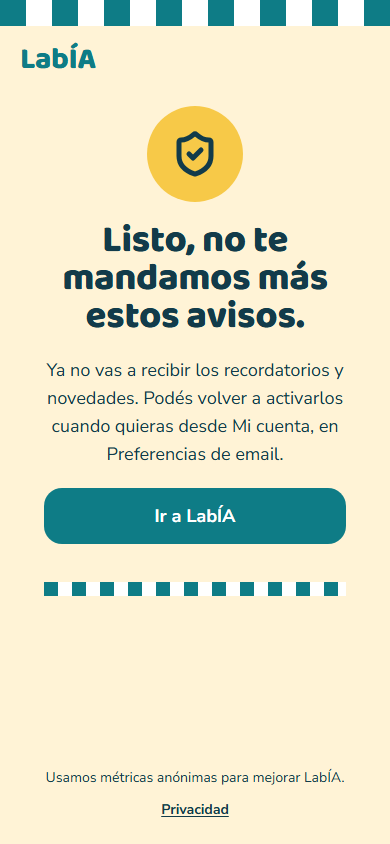 LabÍA
Listo, no te
mandamos más
estos avisos.
Ya no vas a recibir los recordatorios y
novedades. Podés volver a activarlos
cuando quieras desde Mi cuenta, en
Preferencias de email.
Ir a LabÍA
Usamos métricas anónimas para mejorar LabÍA.
Privacidad